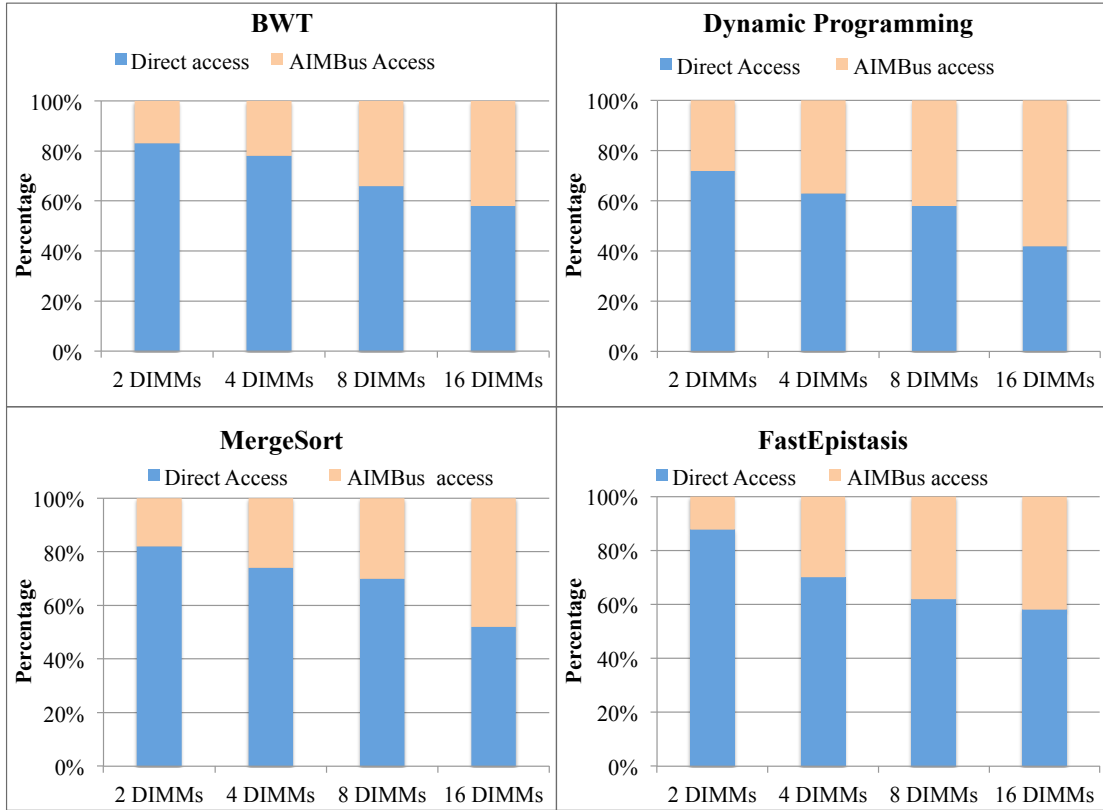 BWT
Direct access AIMBus Access
100%
80%
60%
40%
20%
0%
Percentage
2 DIMMs 4 DIMMs 8 DIMMs 16 DIMMs
Dynamic Programming
Direct Access AIMBus access
100%
80%
60%
40%
20%
0%
Percentage
2 DIMMs 4 DIMMs 8 DIMMs 16 DIMMs
MergeSort
Direct Access AIMBus access
100%
80%
60%
40%
20%
0%
Percentage
2 DIMMs 4 DIMMs 8 DIMMs 16 DIMMs
FastEpistasis
Direct Access AIMBus access
100%
80%
60%
40%
20%
0%
Percentage
2 DIMMs 4 DIMMs 8 DIMMs 16 DIMMs